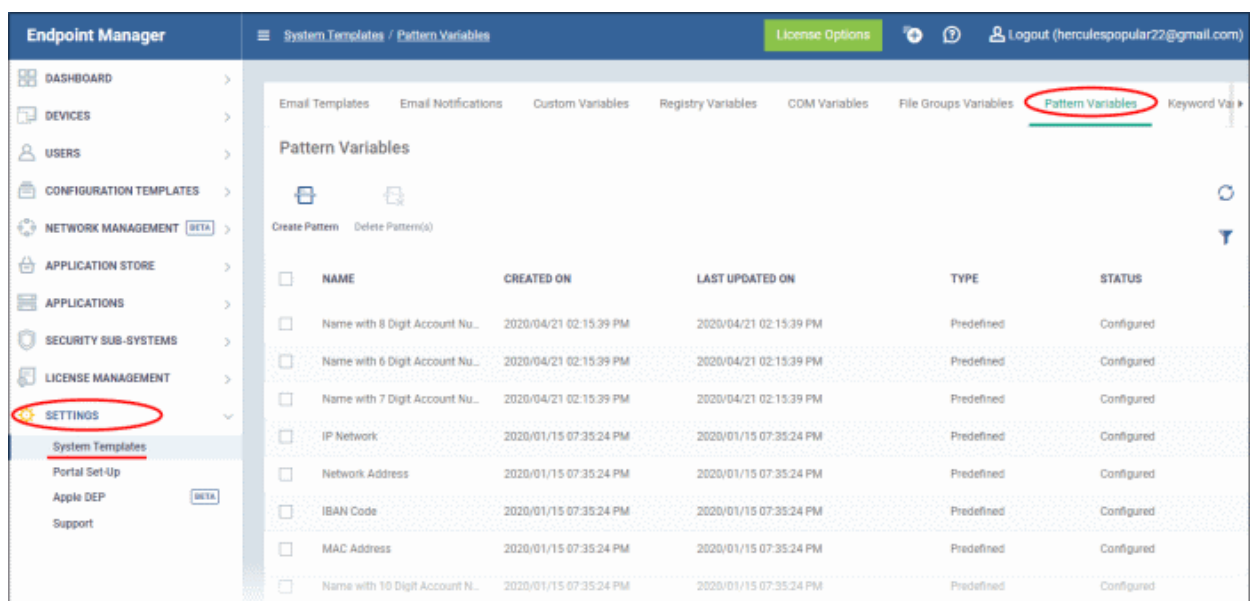 Endpoint Manager
System Templates / Pattern Variables
License Options
Logout (herculespopular22@gmail.com)
DASHBOARD
DEVICES
USERS
CONFIGURATION TEMPLATES
NETWORK MANAGEMENT BETA
APPLICATION STORE
APPLICATIONS
SECURITY SUB-SYSTEMS
LICENSE MANAGEMENT
SETTINGS
System Templates
Portal Set-Up
Apple DEP BETA
Support
Email Templates Email Notifications Custom Variables Registry Variables COM Variables File Groups Variables Pattern Variables Keyword Va
Pattern Variables
Create Pattern Delete Pattern(s)
NAME CREATED ON LAST UPDATED ON TYPE STATUS
Name with 8 Digit Account Nu... 2020/04/21 02:15:39 PM 2020/04/21 02:15:39 PM Predefined Configured
Name with 6 Digit Account Nu... 2020/04/21 02:15:39 PM 2020/04/21 02:15:39 PM Predefined Configured
Name with 7 Digit Account Nu... 2020/04/21 02:15:39 PM 2020/04/21 02:15:39 PM Predefined Configured
IP Network 2020/01/15 07:35:24 PM 2020/01/15 07:35:24 PM Predefined Configured
Network Address 2020/01/15 07:35:24 PM 2020/01/15 07:35:24 PM Predefined Configured
IBAN Code 2020/01/15 07:35:24 PM 2020/01/15 07:35:24 PM Predefined Configured
MAC Address 2020/01/15 07:35:24 PM 2020/01/15 07:35:24 PM Predefined Configured
Name with 10 Digit Account N... 2020/01/15 07:35:24 PM 2020/01/15 07:35:24 PM Predefined Configured